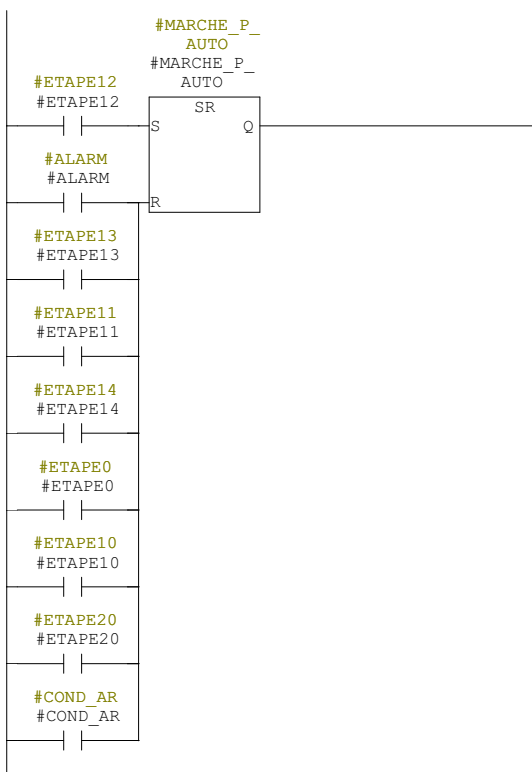 #MARCHE_P_
AUTO
#MARCHE_P_
AUTO
#ETAPE12
#ETAPE12
SR
S
Q
#ALARM
#ALARM
R
#ETAPE13
#ETAPE13
#ETAPE11
#ETAPE11
#ETAPE14
#ETAPE14
#ETAPE0
#ETAPE0
#ETAPE10
#ETAPE10
#ETAPE20
#ETAPE20
#COND_AR
#COND_AR